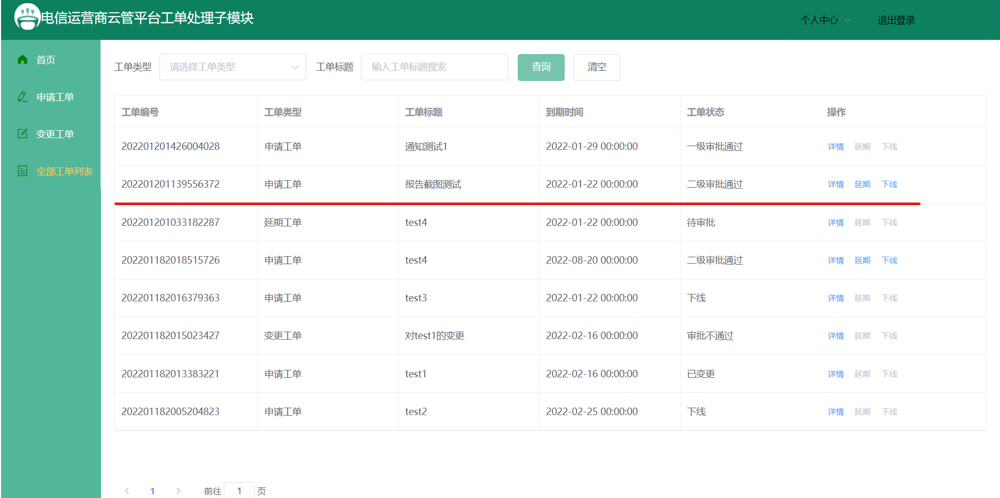 电信运营商云管平台工单处理子模块
个人中心
退出登录
首页
申请工单
变更工单
全部工单列表
工单类型 请选择工单类型 工单标题 输入工单标题搜索 查询 清空
工单编号 工单类型 工单标题 到期时间 工单状态 操作
202201201426004028 申请工单 通知测试1 2022-01-29 00:00:00 一级审批通过 详情 延期 下线
202201201139556372 申请工单 报告截图测试 2022-01-22 00:00:00 二级审批通过 详情 延期 下线
202201201033182287 延期工单 test4 2022-01-22 00:00:00 待审批 详情 延期 下线
202201182018515726 申请工单 test4 2022-08-20 00:00:00 二级审批通过 详情 延期 下线
202201182016379363 申请工单 test3 2022-01-22 00:00:00 下线 详情 延期 下线
202201182015023427 变更工单 对test1的变更 2022-02-16 00:00:00 审批不通过 详情 延期 下线
202201182013383221 申请工单 test1 2022-02-16 00:00:00 已变更 详情 延期 下线
202201182005204823 申请工单 test2 2022-02-25 00:00:00 下线 详情 延期 下线
1 前往 1 页